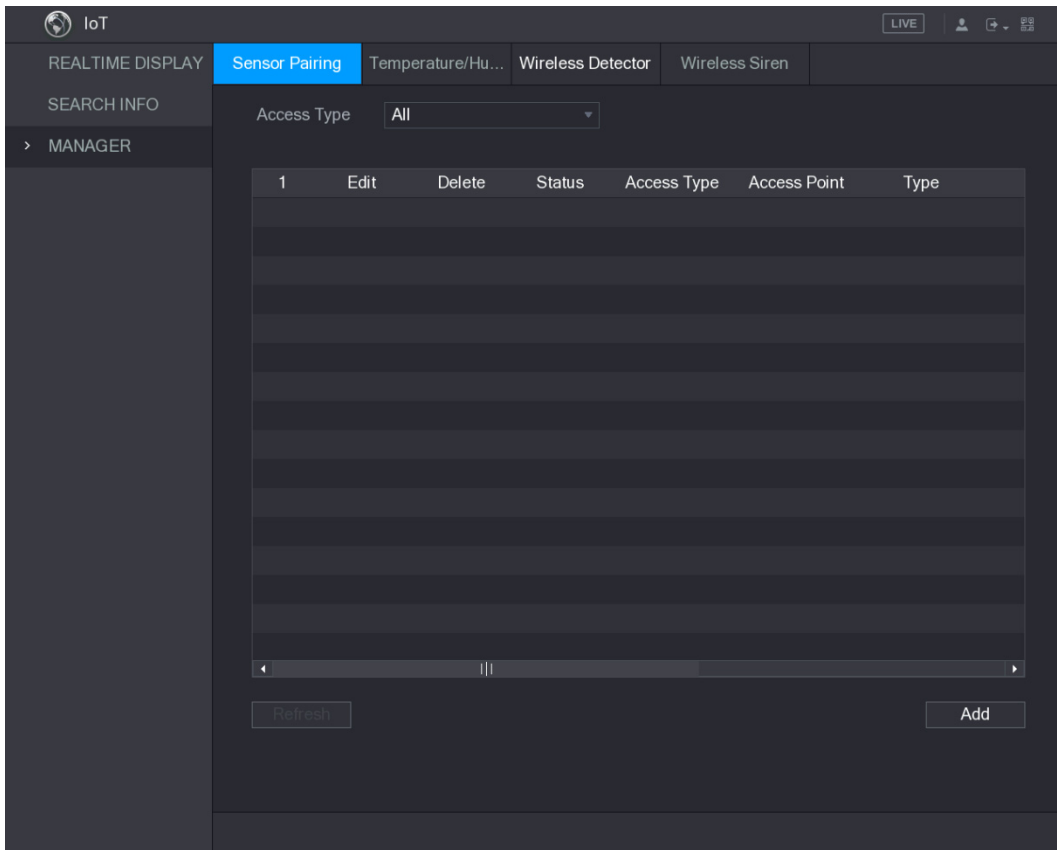 IoT LIVE
REALTIME DISPLAY
SEARCH INFO
MANAGER
Sensor Pairing Temperature/Hu... Wireless Detector Wireless Siren
Access Type All
1 Edit Delete Status Access Type Access Point Type
Refresh Add